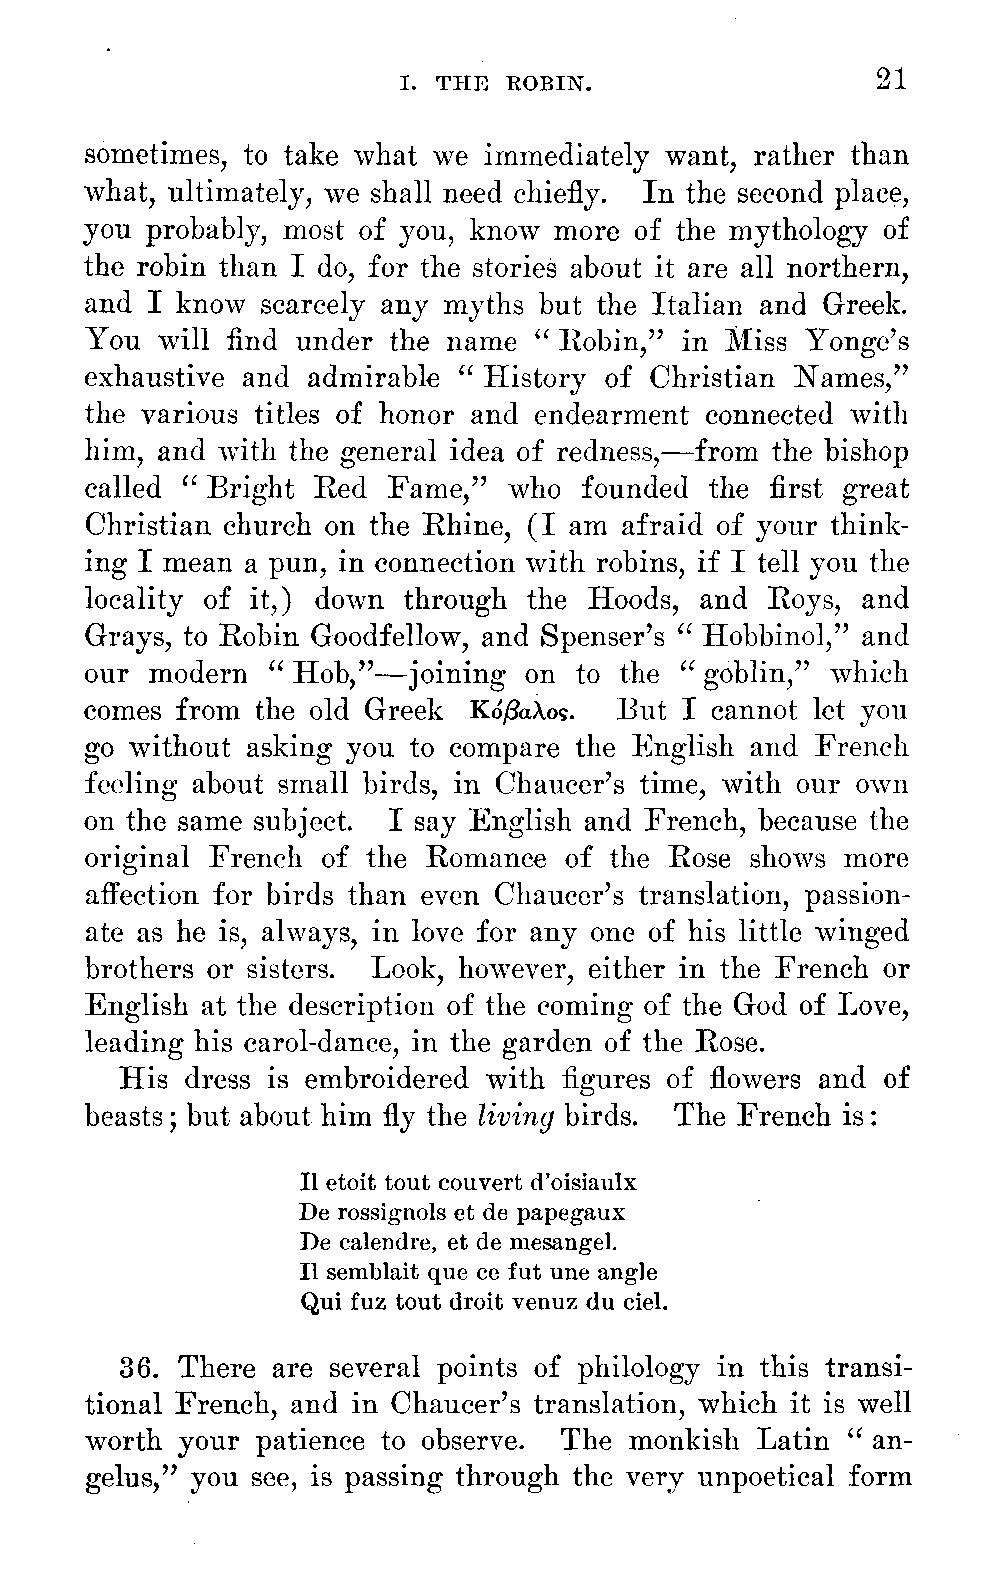 I. THE ROBIN. 21
sometimes, to take what we immediately want, rather than
what, ultimately, we shall need chiefly. In the second place,
you probably, most of you, know more of the mythology of
the robin than I do, for the stories about it are all northern,
and I know scarcely any myths but the Italian and Greek.
You will find under the name “ Robin,” in Miss Yonge’s
exhaustive and admirable “ History of Christian Names,”
the various titles of honor and endearment connected with
him, and with the general idea of redness,—from the bishop
called “ Bright Red Fame,” who founded the first great
Christian church on the Rhine, (I am afraid of your think-
ing I mean a pun, in connection with robins, if I tell you the
locality of it,) down through the Hoods, and Roys, and
Grays, to Robin Goodfellow, and Spenser’s “ Hobbinol,” and
our modern “ Hob,”—joining on to the “ goblin,” which
comes from the old Greek Κόβαλος. But I cannot let you
go without asking you to compare the English and French
feeling about small birds, in Chaucer’s time, with our own
on the same subject. I say English and French, because the
original French of the Romance of the Rose shows more
affection for birds than even Chaucer’s translation, passion-
ate as he is, always, in love for any one of his little winged
brothers or sisters. Look, however, either in the French or
English at the description of the coming of the God of Love,
leading his carol-dance, in the garden of the Rose.
His dress is embroidered with figures of flowers and of
beasts; but about him fly the living birds. The French is:
Il etoit tout couvert d’oisiaulx
De rossignols et de papegaux
De calendre, et de mesangel.
Il semblait que ce fut une angle
Qui fuz tout droit venuz du ciel.
36. There are several points of philology in this transi-
tional French, and in Chaucer’s translation, which it is well
worth your patience to observe. The monkish Latin “ an-
gelus,” you see, is passing through the very unpoetical form